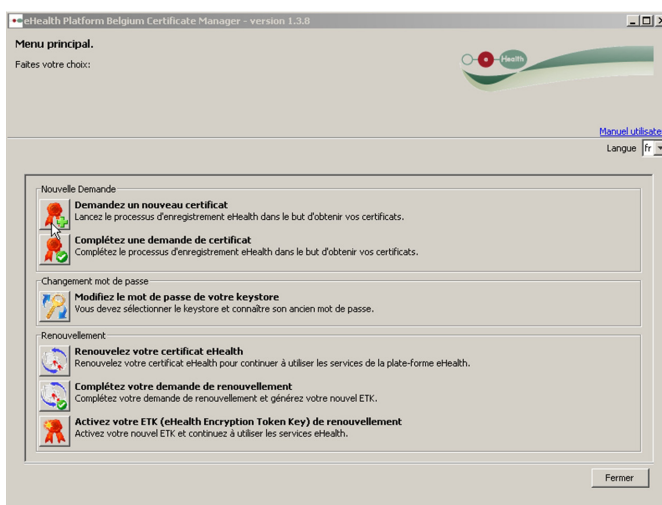 eHealth Platform Belgium Certificate Manager - version 1.3.0
Menu principal.
Faites votre choix:
Health
Manuel utilisate
Langue fr
Nouvelle Demande
Demandez un nouveau certificat
Lancez le processus d'enregistrement eHealth dans le but d'obtenir vos certificats.
Complétez une demande de certificat
Complétez le processus d'enregistrement eHealth dans le but d'obtenir vos certificats.
Changement mot de passe
Modifiez le mot de passe de votre keystore
Vous devez sélectionner le keystore et connaître son ancien mot de passe.
Renouvellement
Renouvelez votre certificat eHealth
Renouvelez votre certificat eHealth pour continuer à utiliser les services de la plate-forme eHealth.
Complétez votre demande de renouvellement
Complétez votre demande de renouvellement et générez votre nouvel ETK.
Activez votre ETK (eHealth Encryption Token Key) de renouvellement
Activez votre nouvel ETK et continuez à utiliser les services eHealth.
Fermer